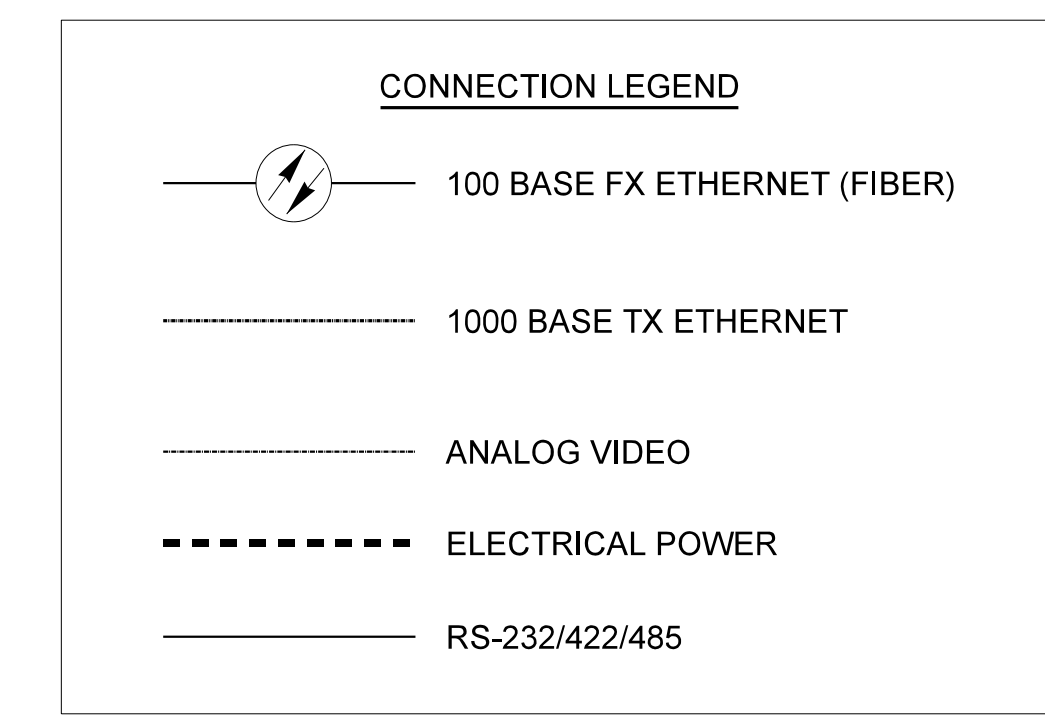 CONNECTION LEGEND
100 BASE FX ETHERNET (FIBER)
1000 BASE TX ETHERNET
ANALOG VIDEO
ELECTRICAL POWER
RS-232/422/485